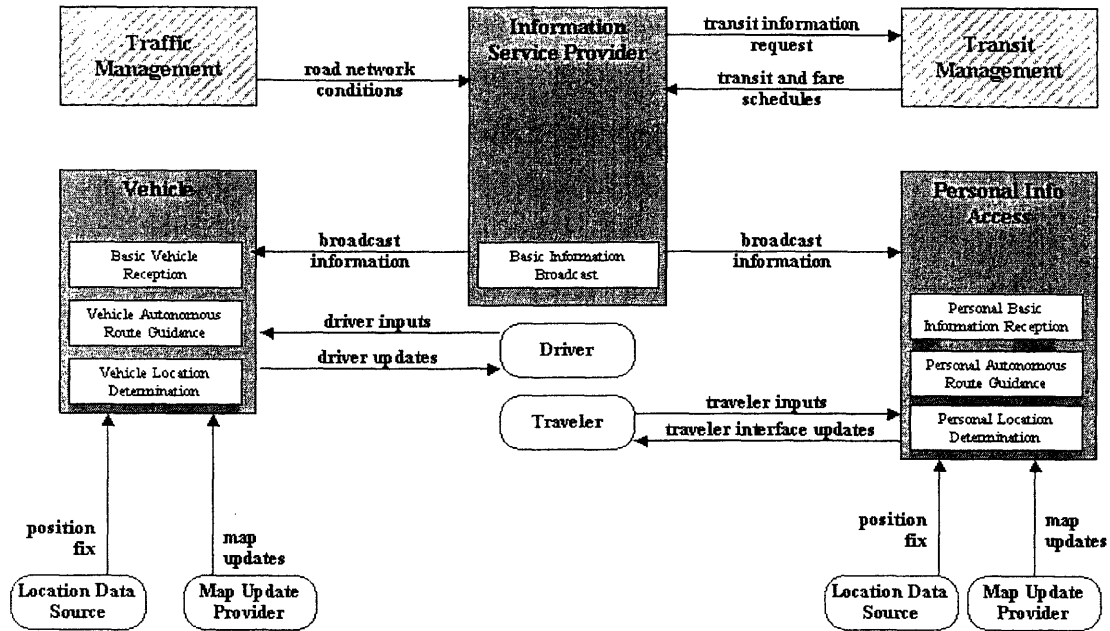 Traffic
Management
road network
conditions
Information
Service Provider
transit information
request
transit and fare
schedules
Transit
Management
Vehicle
Basic Vehicle
Reception
Vehicle Autonomous
Route Guidance
Vehicle Location
Determination
broadcast
information
Basic Information
Broadcast
broadcast
information
Personal Info
Access
Personal Basic
Information Reception
Personal Autonomous
Route Guidance
Personal Location
Determination
driver inputs
driver updates
Driver
Traveler
traveler inputs
traveler interface updates
position
fix
map
updates
Location Data
Source
Map Update
Provider
position
fix
map
updates
Location Data
Source
Map Update
Provider